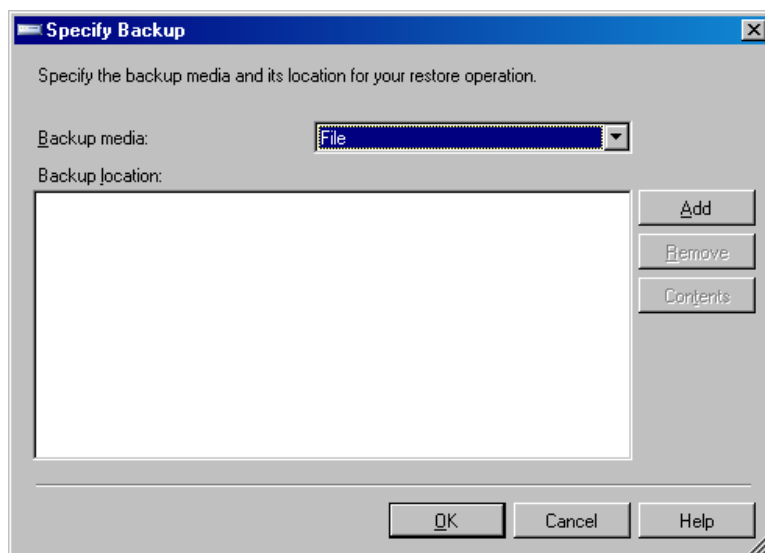 Specify Backup
Specify the backup media and its location for your restore operation.
Backup media:
File
Backup location:
Add
Remove
Contents
OK
Cancel
Help